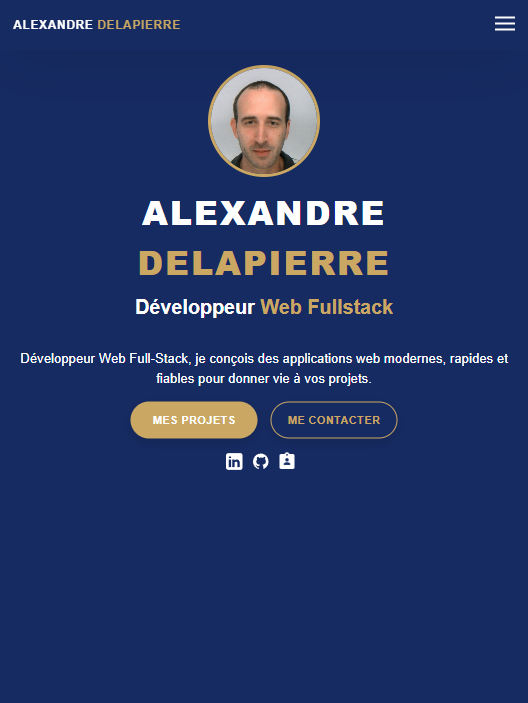 ALEXANDRE DELAPIERRE
ALEXANDRE
DELAPIERRE
Développeur Web Fullstack
Développeur Web Full-Stack, je conçois des applications web modernes, rapides et
fiables pour donner vie à vos projets.
MES PROJETS
ME CONTACTER